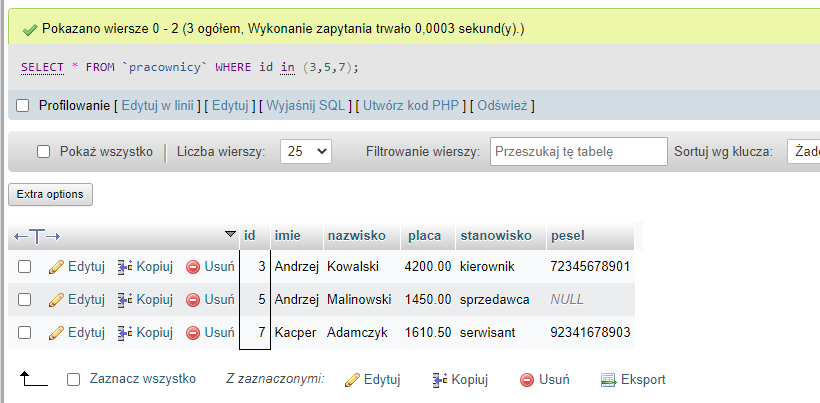 Pokazano wiersze 0 - 2 (3 ogółem, Wykonanie zapytania trwało 0,0003 sekund(y).)
SELECT * FROM `pracownicy` WHERE id in (3,5,7);
Profilowanie [ Edytuj w linii ] [ Edytuj ] [ Wyjaśnij SQL ] [ Utwórz kod PHP ] [ Odśwież ]
Pokaż wszystko | Liczba wierszy: 25 Filtrowanie wierszy: Przeszukaj tę tabelę Sortuj wg klucza: Żade
Extra options
←T→ id imie nazwisko placa stanowisko pesel
Edytuj Kopiuj Usuń 3 Andrzej Kowalski 4200.00 kierownik 72345678901
Edytuj Kopiuj Usuń 5 Andrzej Malinowski 1450.00 sprzedawca NULL
Edytuj Kopiuj Usuń 7 Kacper Adamczyk 1610.50 serwisant 92341678903
Zaznacz wszystko Z zaznaczonymi: Edytuj Kopiuj Usuń Eksport